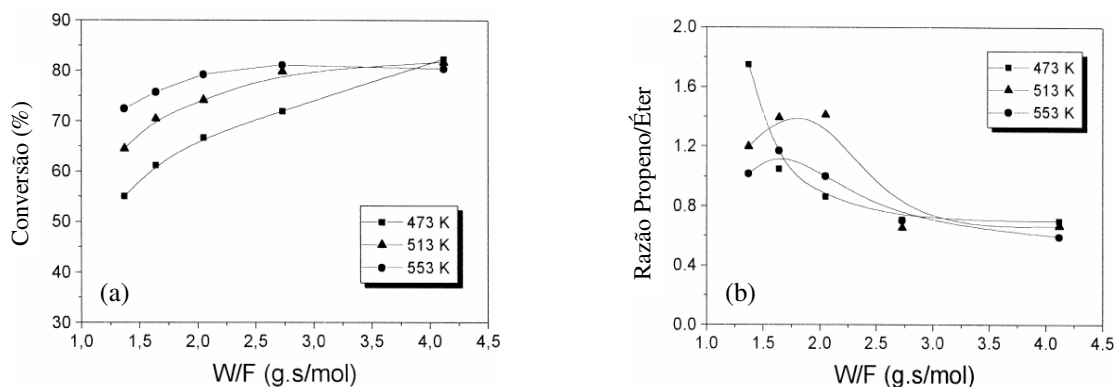 90
80
70
60
50
40
30
Conversão (%)
473 K
513 K
553 K
(a)
1,0 1,5 2,0 2,5 3,0 3,5 4,0 4,5
W/F (g.s/mol)
2.0
1.6
1.2
0.8
0.4
0.0
Razão Propeno/Éter
473 K
513 K
553 K
(b)
1.0 1.5 2.0 2.5 3.0 3.5 4.0 4.5
W/F (g.s/mol)